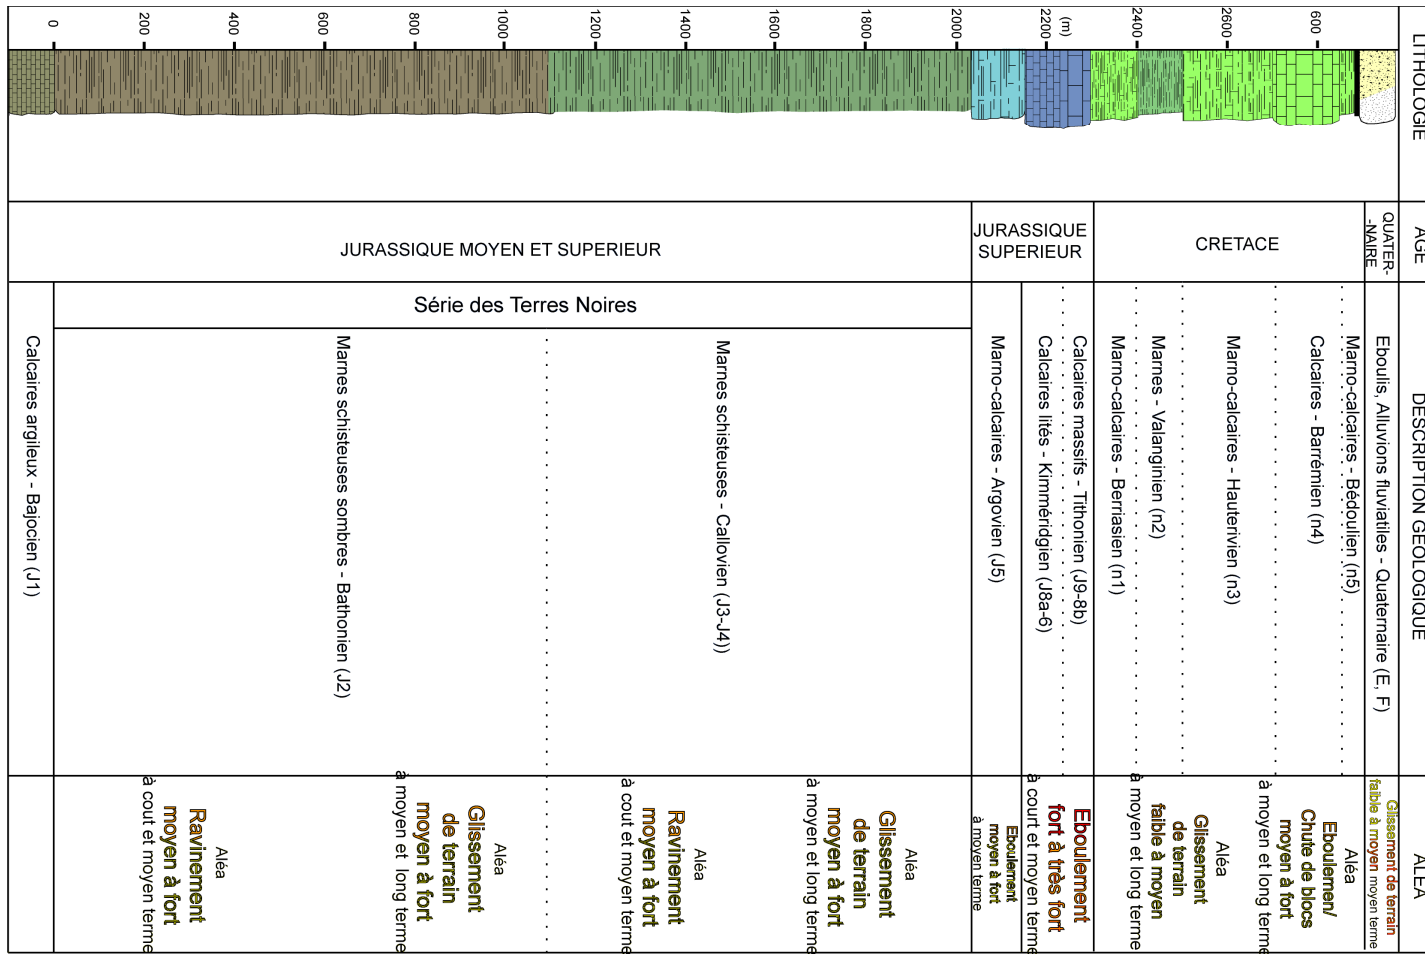 LITHOLOGIE
AGE
DESCRIPTION GEOLOGIQUE
ALEA
0
200
400
600
800
1000
1200
1400
1600
1800
2000
2200
(m)
2400
2600
600
QUATER-
-NAIRE
CRETACE
JURASSIQUE
SUPERIEUR
JURASSIQUE MOYEN ET SUPERIEUR
Série des Terres Noires
Eboulis, Alluvions fluviatiles - Quaternaire (E, F)
Marno-calcaires - Bédoulien (n5)
Calcaires - Barrémien (n4)
Marno-calcaires - Hauterivien (n3)
Marnes - Valanginien (n2)
Marno-calcaires - Berriasien (n1)
Calcaires massifs - Tithonien (J9-8b)
Calcaires lités - Kimméridgien (J8a-6)
Marno-calcaires - Argovien (J5)
Marnes schisteuses - Callovien (J3-J4))
Marnes schisteuses sombres - Bathonien (J2)
Calcaires argileux - Bajocien (J1)
Glissement de terrain
faible à moyen moyen terme
Aléa
Eboulemen/
Chute de blocs
moyen à fort
à moyen et long terme
Aléa
Glissement
de terrain
faible à moyen
à moyen et long terme
Eboulement
fort à très fort
à court et moyen terme
Eboulement
moyen à fort
à moyen terme
Aléa
Glissement
de terrain
moyen à fort
à moyen et long terme
Aléa
Ravinement
moyen à fort
à cout et moyen terme
Aléa
Glissement
de terrain
moyen à fort
à moyen et long terme
Aléa
Ravinement
moyen à fort
à cout et moyen terme